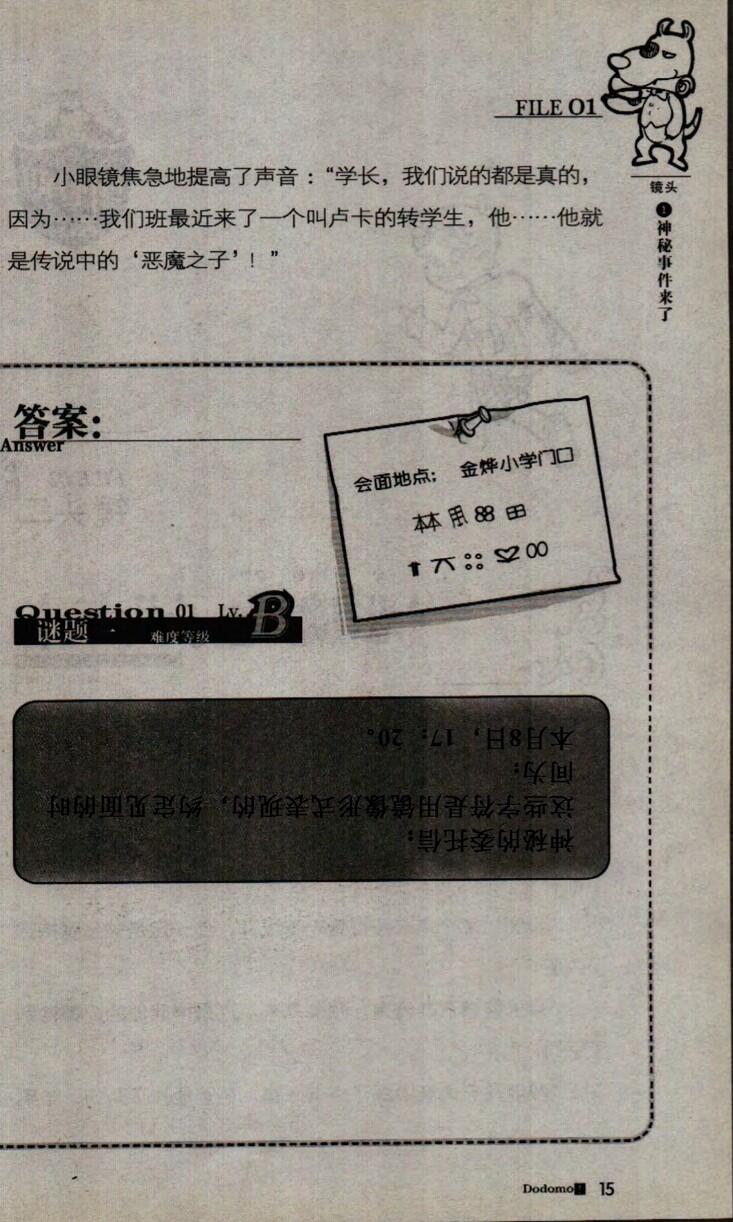 FILE 01
镜头
❶神秘事件来了
小眼镜焦急地提高了声音：“学长，我们说的都是真的，
因为……我们班最近来了一个叫卢卡的转学生，他……他就
是传说中的‘恶魔之子’！”
答案：
Answer
会面地点： 金烨小学门口
Question 01 Lv. B
谜题一 难度等级
神秘的委托信：
这些字符是用镜像形式表现的，约定见面的时
间为：
本月8日，17：20。
Dodomo
15